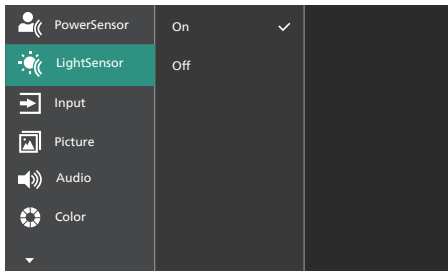 PowerSensor
On
LightSensor
Off
Input
Picture
Audio
Color